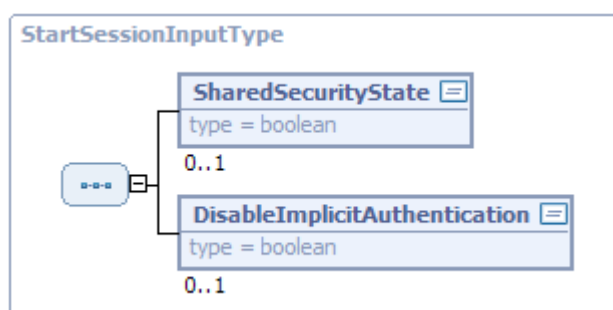 StartSessionInputType
SharedSecurityState
type = boolean
0..1
DisableImplicitAuthentication
type = boolean
0..1